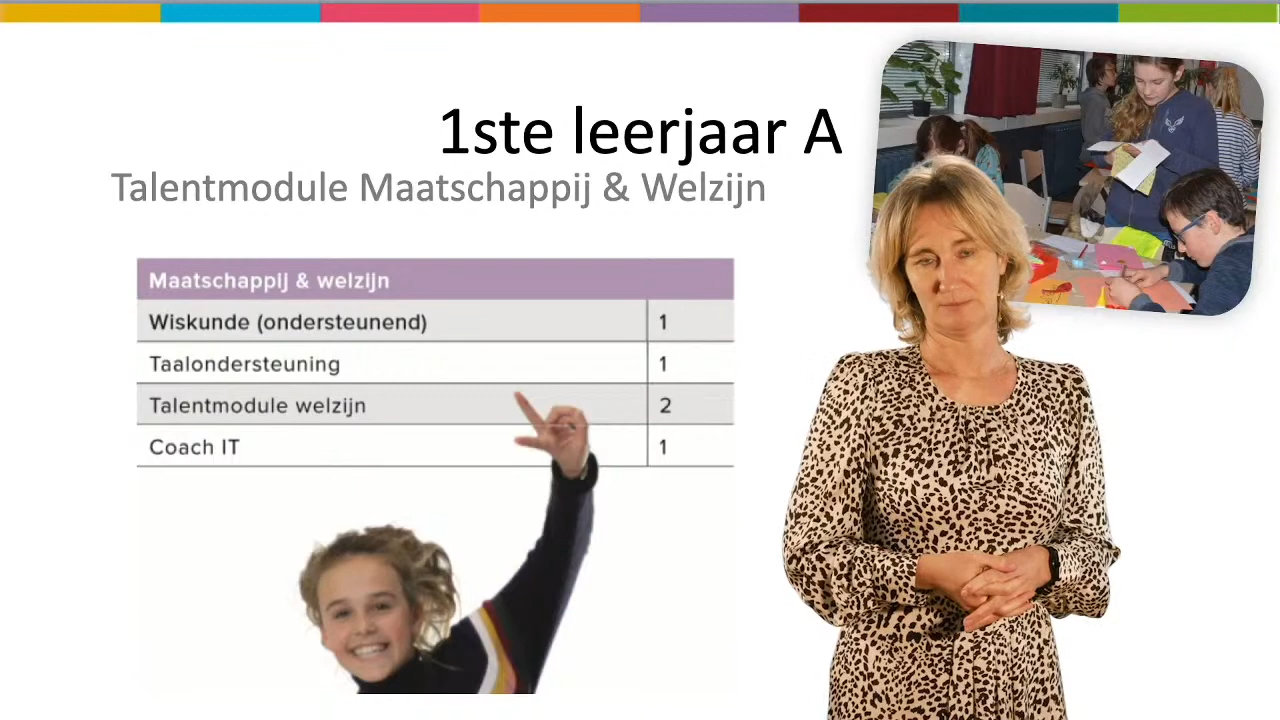 1ste leerjaar A
Talentmodule Maatschappij & Welzijn
Maatschappij & welzijn
Wiskunde (ondersteunend) 1
Taalondersteuning 1
Talentmodule welzijn 2
Coach IT 1